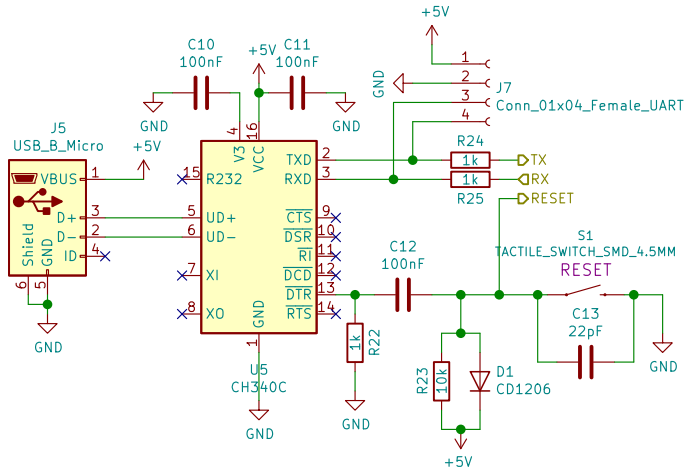 +5V
C10
100nF
+5V
C11
100nF
GND
J7
Conn_01x04_Female_UART
1
2
3
4
GND
GND
J5
USB_B_Micro
+5V
VBUS 1
D+ 3
D- 2
ID 4
Shield
GND
6
5
GND
4
16
V3
VCC
15 R232
5 UD+
6 UD-
7 XI
8 XO
TXD 2
RXD 3
CTS 9
DSR 10
RI 11
DCD 12
DTR 13
RTS 14
GND
1
U5
CH340C
GND
R24
1k
TX
1k
RX
R25
RESET
C12
100nF
S1
TACTILE_SWITCH_SMD_4.5MM
RESET
C13
22pF
GND
1k
R22
GND
R23
10k
D1
CD1206
+5V